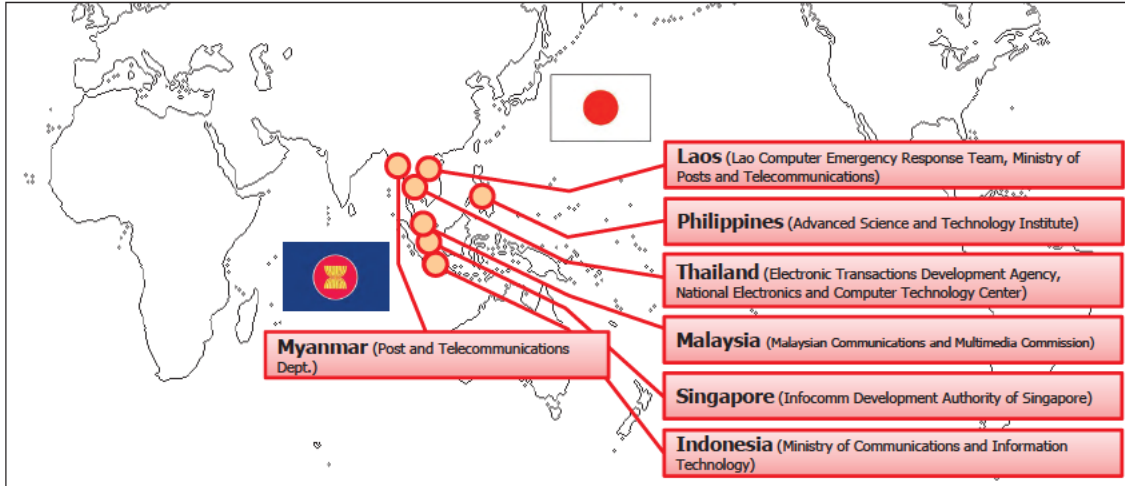 Laos (Lao Computer Emergency Response Team, Ministry of
Posts and Telecommunications)
Philippines (Advanced Science and Technology Institute)
Thailand (Electronic Transactions Development Agency,
National Electronics and Computer Technology Center)
Malaysia (Malaysian Communications and Multimedia Commission)
Myanmar (Post and Telecommunications
Dept.)
Singapore (Infocomm Development Authority of Singapore)
Indonesia (Ministry of Communications and Information
Technology)